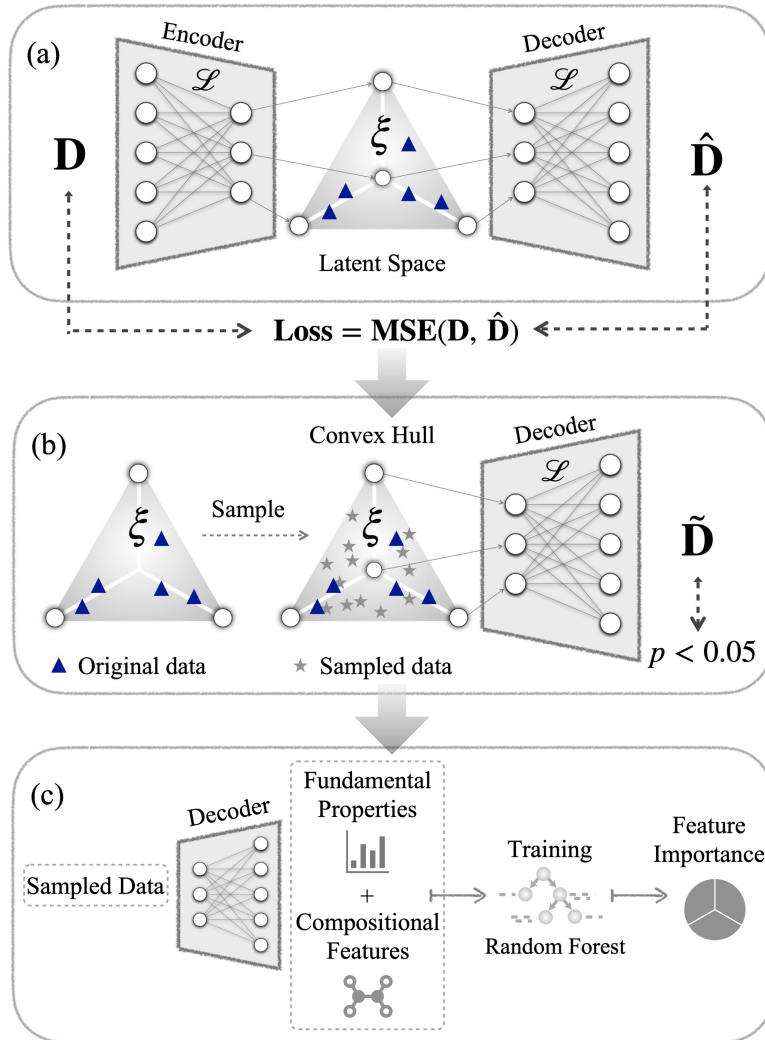 (a)
Encoder
ℒ
Decoder
ℒ
D
ξ
D̂
Latent Space
Loss = MSE(D, D̂)
(b)
Convex Hull
Decoder
ℒ
ξ
Sample
ξ
D̃
p < 0.05
Original data
Sampled data
(c)
Decoder
Sampled Data
Fundamental
Properties
+
Compositional
Features
Training
Random Forest
Feature
Importance